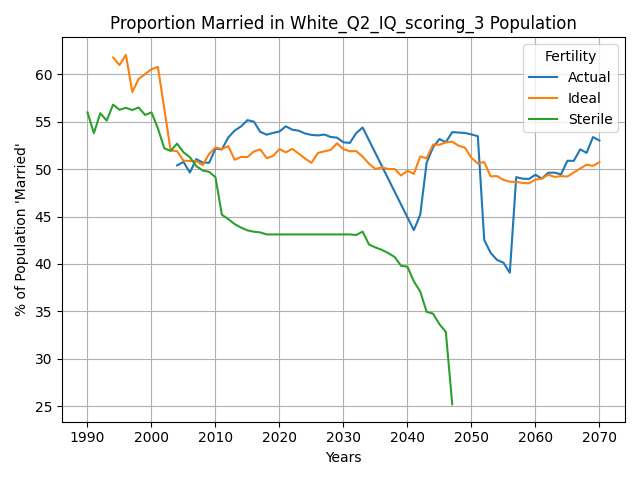 Proportion Married in White_Q2_IQ_scoring_3 Population
Fertility
Actual
Ideal
Sterile
% of Population 'Married'
60
55
50
45
40
35
30
25
1990 2000 2010 2020 2030 2040 2050 2060 2070
Years